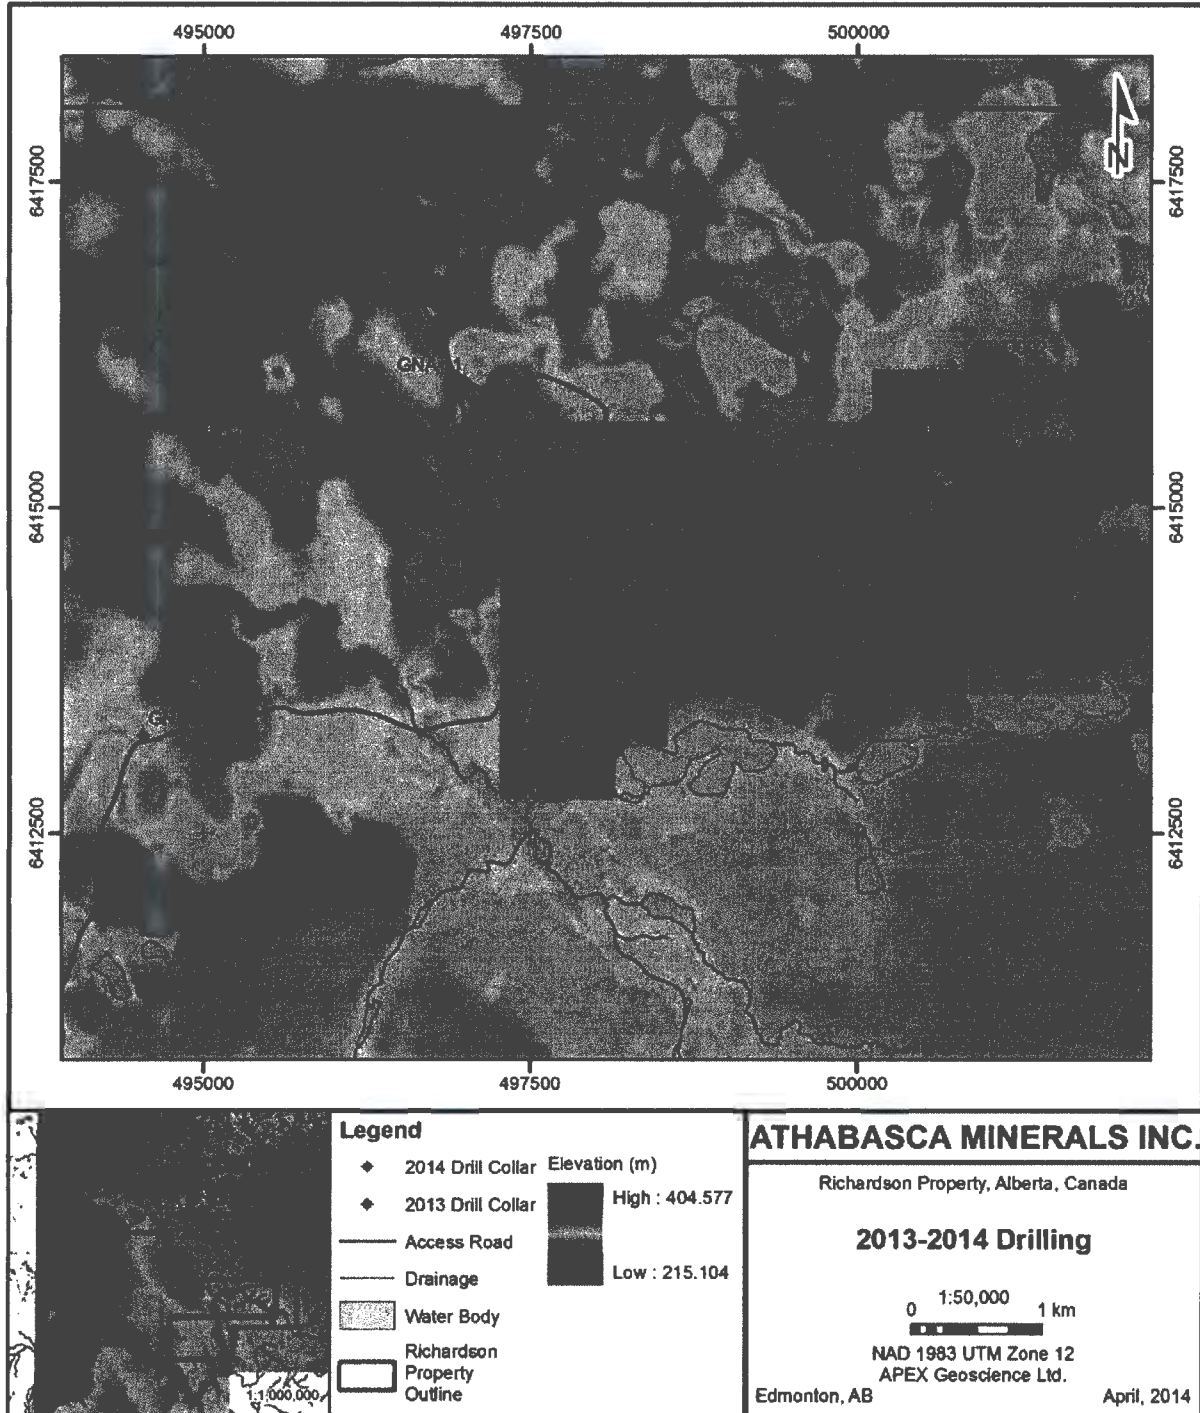 495000 497500 500000
6417500 6417500
N
GN
6415000 6415000
GN
6412500 6412500
495000 497500 500000
Legend
2014 Drill Collar
2013 Drill Collar
Access Road
Drainage
Water Body
Richardson
Property
Outline
Elevation (m)
High : 404.577
Low : 215.104
1:1,000,000
ATHABASCA MINERALS INC.
Richardson Property, Alberta, Canada
2013-2014 Drilling
1:50,000
0 1 km
NAD 1983 UTM Zone 12
APEX Geoscience Ltd.
Edmonton, AB April, 2014